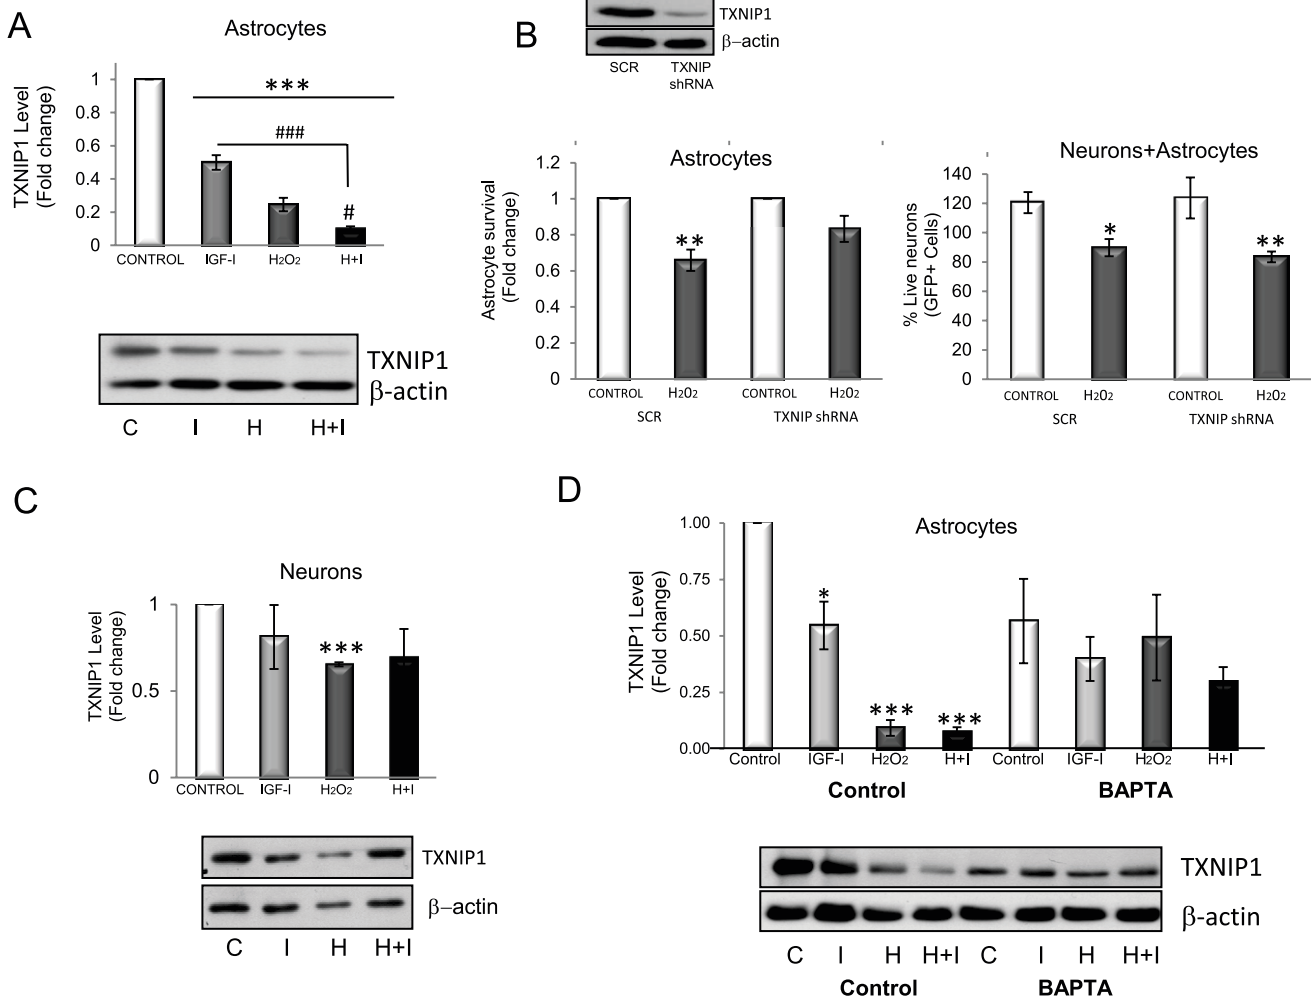 A
Astrocytes
TXNIP1 Level
(Fold change)
1
0.8
0.6
0.4
0.2
0
***
###
#
CONTROL IGF-I H2O2 H+I
TXNIP1
β-actin
C I H H+I
B
TXNIP1
β-actin
SCR TXNIP
shRNA
Astrocytes
Astrocyte survival
(Fold change)
1.2
1
0.8
0.6
0.4
0.2
0
**
CONTROL H2O2 CONTROL H2O2
SCR TXNIP shRNA
Neurons+Astrocytes
% Live neurons
(GFP+ Cells)
140
120
100
80
60
40
20
0
*
**
CONTROL H2O2 CONTROL H2O2
SCR TXNIP shRNA
C
Neurons
TXNIP1 Level
(Fold change)
1
0.5
0
***
CONTROL IGF-I H2O2 H+I
TXNIP1
β-actin
C I H H+I
D
Astrocytes
TXNIP1 Level
(Fold change)
1.00
0.75
0.50
0.25
0.00
*
*** ***
Control IGF-I H2O2 H+I Control IGF-I H2O2 H+I
Control BAPTA
TXNIP1
β-actin
C I H H+I C I H H+I
Control BAPTA